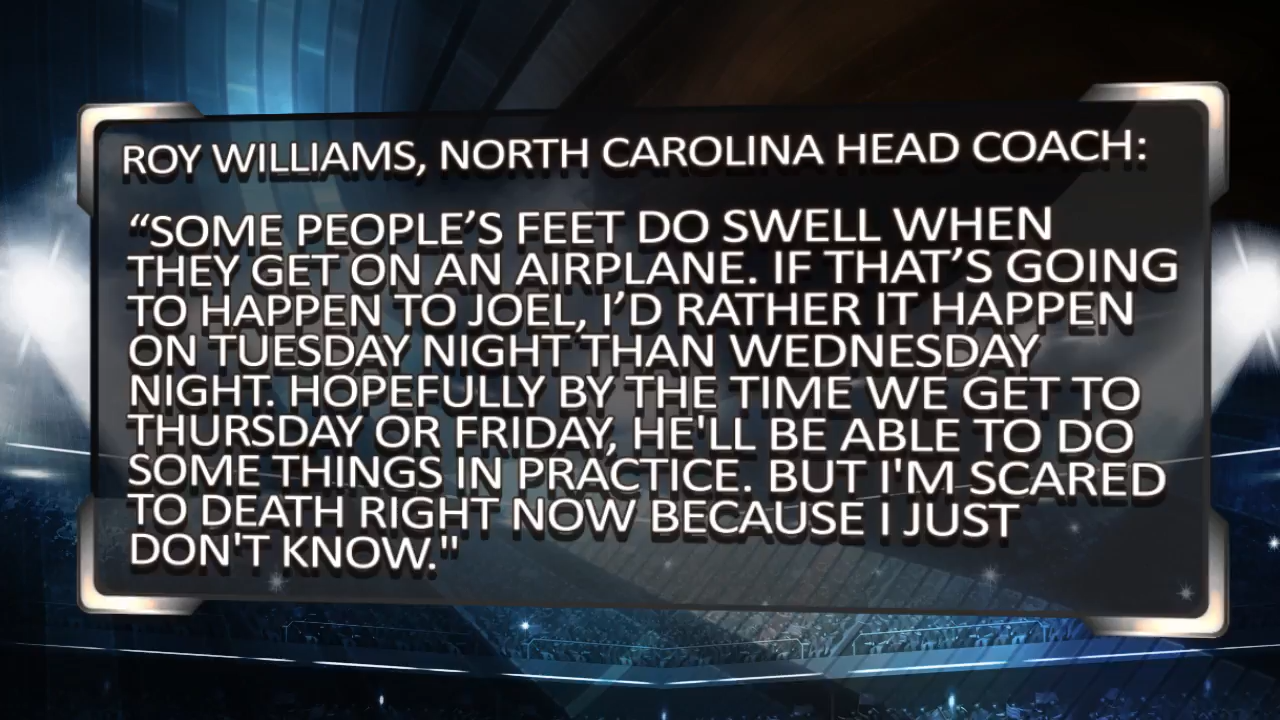 ROY WILLIAMS, NORTH CAROLINA HEAD COACH:
“SOME PEOPLE’S FEET DO SWELL WHEN
THEY GET ON AN AIRPLANE. IF THAT’S GOING
TO HAPPEN TO JOEL, I’D RATHER IT HAPPEN
ON TUESDAY NIGHT THAN WEDNESDAY
NIGHT. HOPEFULLY BY THE TIME WE GET TO
THURSDAY OR FRIDAY, HE'LL BE ABLE TO DO
SOME THINGS IN PRACTICE. BUT I'M SCARED
TO DEATH RIGHT NOW BECAUSE I JUST
DON'T KNOW."